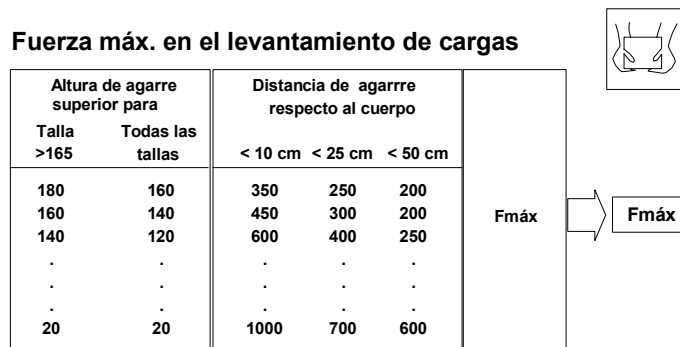 Fuerza máx. en el levantamiento de cargas
Altura de agarre
superior para
Distancia de agarrre
respecto al cuerpo
Talla Todas las
>165 tallas < 10 cm < 25 cm < 50 cm
180 160 350 250 200
160 140 450 300 200
140 120 600 400 250
. . . . .
. . . . .
. . . . .
20 20 1000 700 600
Fmáx
Fmáx